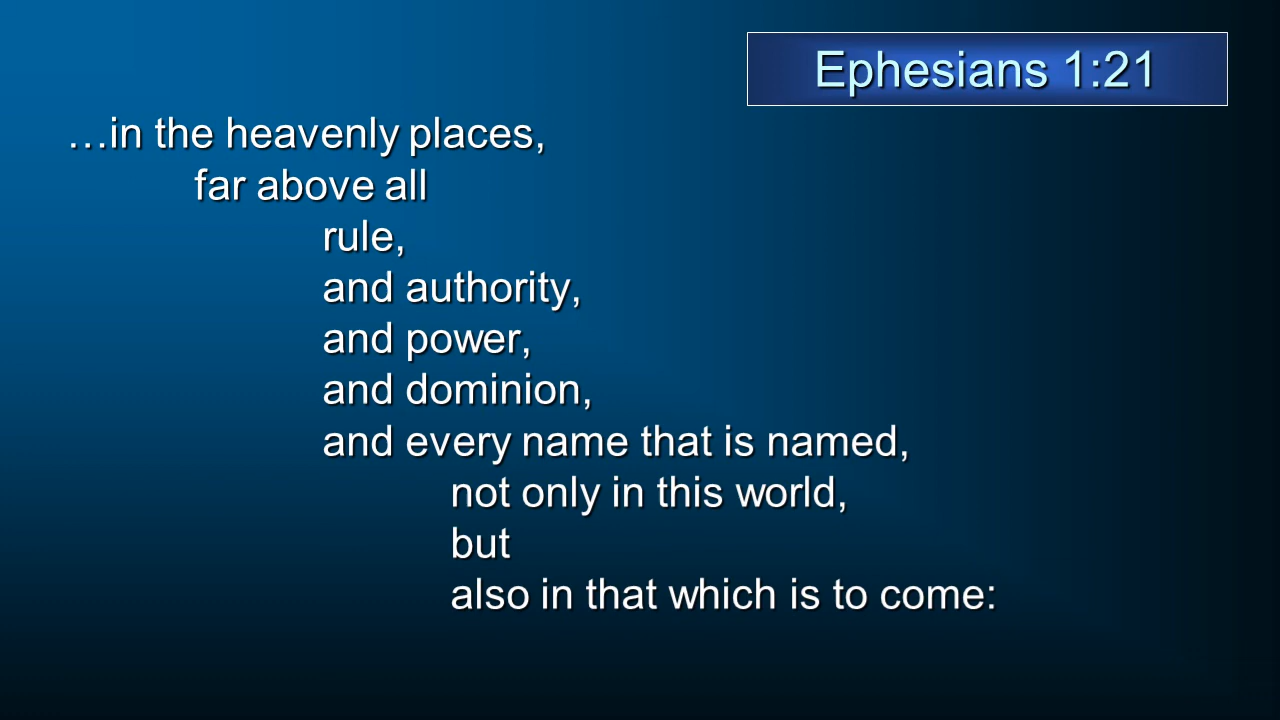 Ephesians 1:21
…in the heavenly places,
far above all
rule,
and authority,
and power,
and dominion,
and every name that is named,
not only in this world,
but
also in that which is to come: